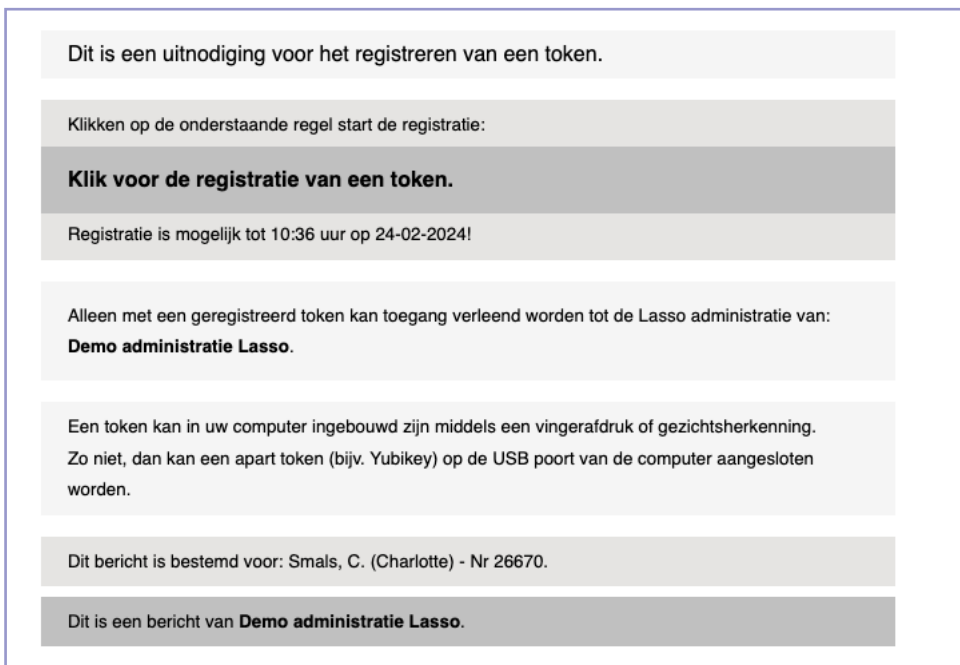 Dit is een uitnodiging voor het registreren van een token.
Klikken op de onderstaande regel start de registratie:
Klik voor de registratie van een token.
Registratie is mogelijk tot 10:36 uur op 24-02-2024!
Alleen met een geregistreerd token kan toegang verleend worden tot de Lasso administratie van:
Demo administratie Lasso.
Een token kan in uw computer ingebouwd zijn middels een vingerafdruk of gezichtsherkenning.
Zo niet, dan kan een apart token (bijv. Yubikey) op de USB poort van de computer aangesloten
worden.
Dit bericht is bestemd voor: Smals, C. (Charlotte) - Nr 26670.
Dit is een bericht van Demo administratie Lasso.